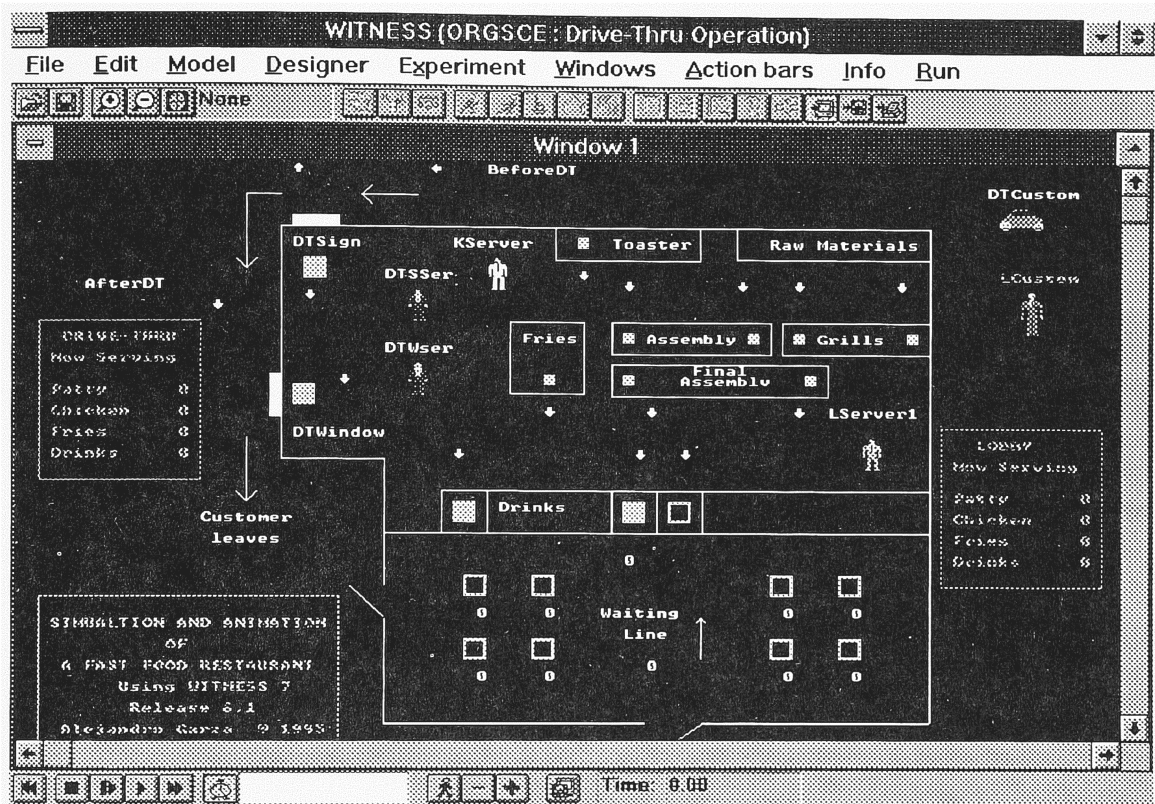 WITNESS (ORGSCE : Drive-Thru Operation)
File Edit Model Designer Experiment Windows Action bars Info Run
None
Window 1
BeforeDT
DTCustom
DTSign
KServer
Toaster
Raw Materials
DTSSer
LCustom
AfterDT
DRIVE-THRU
Now Serving
Patty 0
Chicken 0
Fries 0
Drinks 0
DTWser
Fries
Assembly
Grills
Final
Assembly
DTWindow
LServer1
LOBBY
Now Serving
Patty 0
Chicken 0
Fries 0
Drinks 0
Customer
leaves
Drinks
0
0 0
Waiting
Line
0
0 0
0 0
0 0
SIMUALTION AND ANIMATION
OF
A FAST FOOD RESTAURANT
Using WITNESS 7
Release 6.1
Alejandro Garza © 1995
Time: 0.00